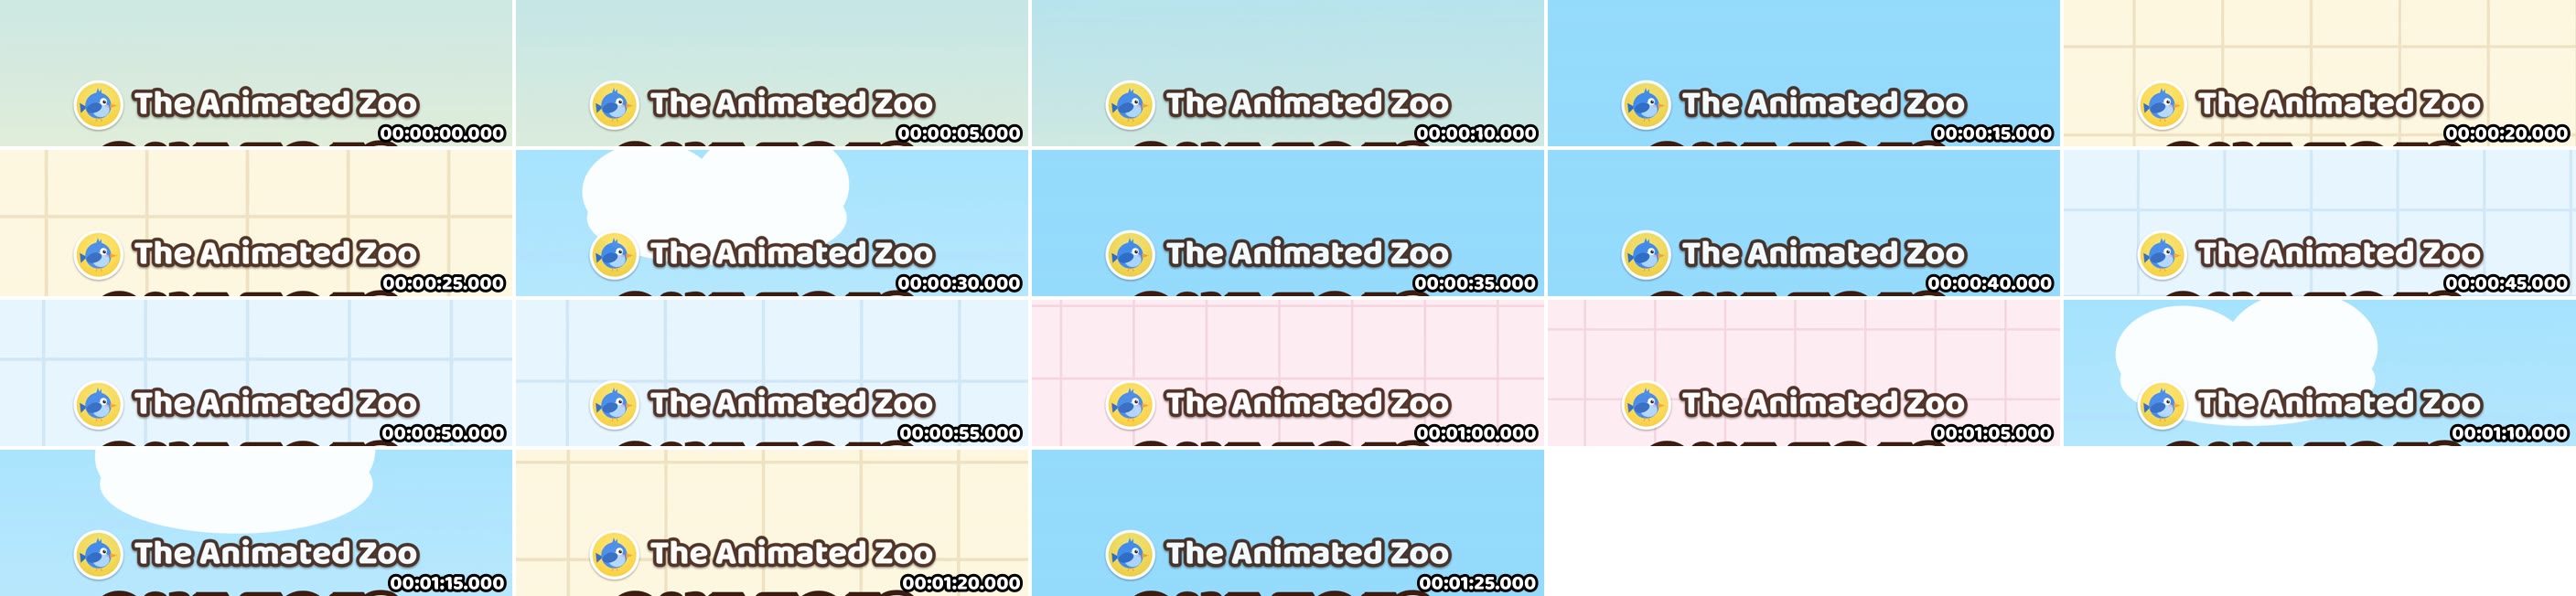 The Animated Zoo
00:00:00.000
The Animated Zoo
00:00:05.000
The Animated Zoo
00:00:10.000
The Animated Zoo
00:00:15.000
The Animated Zoo
00:00:20.000
The Animated Zoo
00:00:25.000
The Animated Zoo
00:00:30.000
The Animated Zoo
00:00:35.000
The Animated Zoo
00:00:40.000
The Animated Zoo
00:00:45.000
The Animated Zoo
00:00:50.000
The Animated Zoo
00:00:55.000
The Animated Zoo
00:01:00.000
The Animated Zoo
00:01:05.000
The Animated Zoo
00:01:10.000
The Animated Zoo
00:01:15.000
The Animated Zoo
00:01:20.000
The Animated Zoo
00:01:25.000